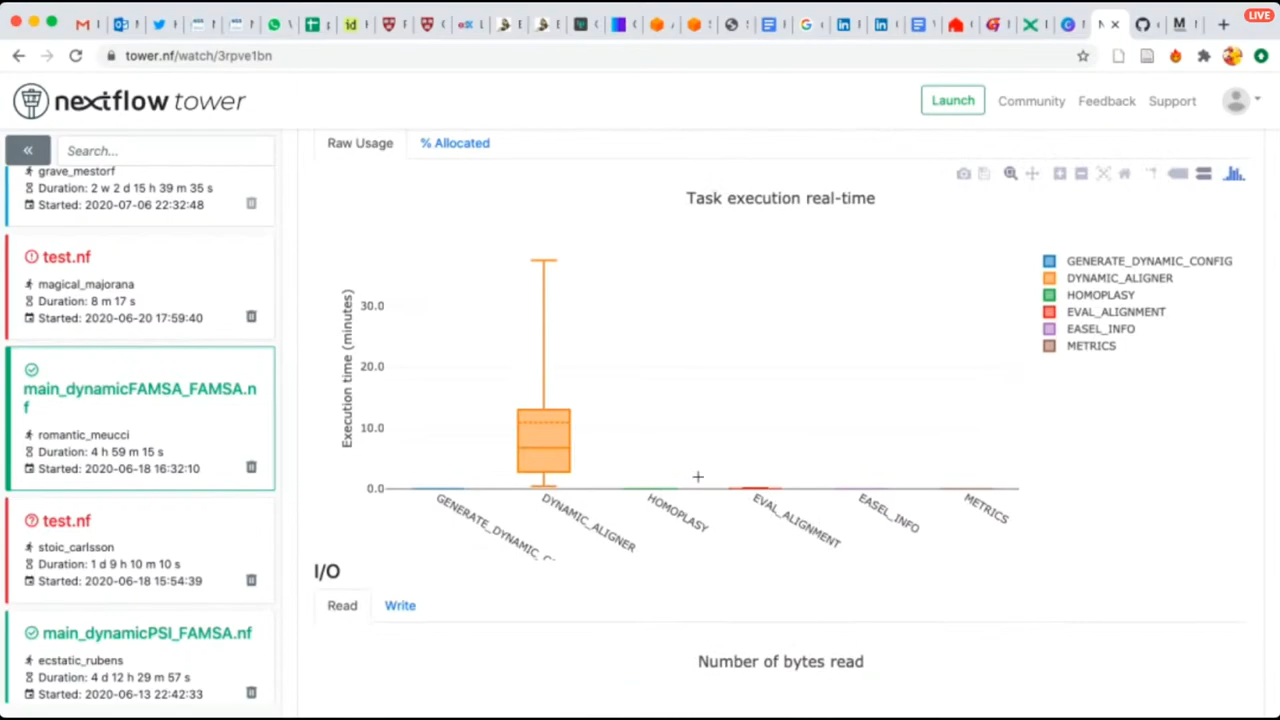 LIVE
tower.nf/watch/3rpve1bn
nextflow tower
Launch
Community
Feedback
Support
«
Search...
grave_mestorf
Duration: 2 w 2 d 15 h 39 m 35 s
Started: 2020-07-06 22:32:48
test.nf
magical_majorana
Duration: 8 m 17 s
Started: 2020-06-20 17:59:40
main_dynamicFAMSA_FAMSA.n
f
romantic_meucci
Duration: 4 h 59 m 15 s
Started: 2020-06-18 16:32:10
test.nf
stoic_carlsson
Duration: 1 d 9 h 10 m 10 s
Started: 2020-06-18 15:54:39
main_dynamicPSI_FAMSA.nf
ecstatic_rubens
Duration: 4 d 12 h 29 m 57 s
Started: 2020-06-13 22:42:33
Raw Usage
% Allocated
Task execution real-time
Execution time (minutes)
30.0
20.0
10.0
0.0
GENERATE_DYNAMIC_C
DYNAMIC_ALIGNER
HOMOPLASY
EVAL_ALIGNMENT
EASEL_INFO
METRICS
GENERATE_DYNAMIC_CONFIG
DYNAMIC_ALIGNER
HOMOPLASY
EVAL_ALIGNMENT
EASEL_INFO
METRICS
I/O
Read
Write
Number of bytes read